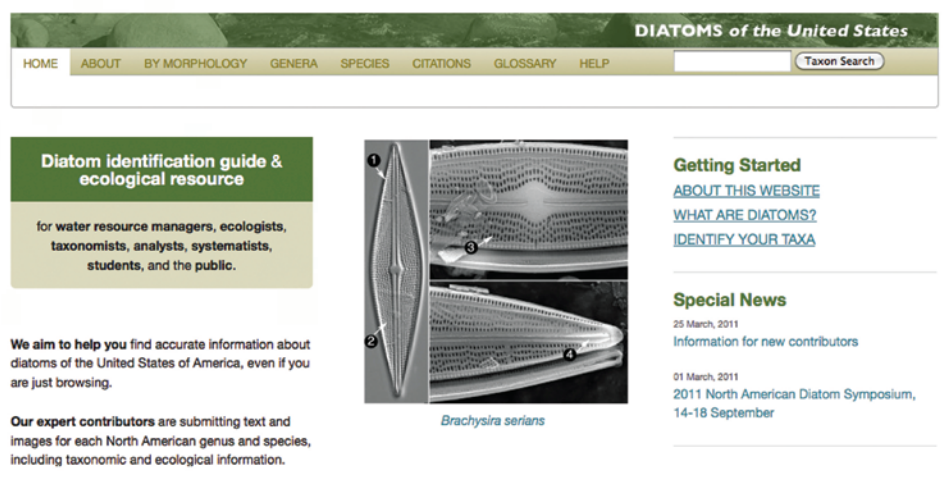 DIATOMS of the United States
HOME ABOUT BY MORPHOLOGY GENERA SPECIES CITATIONS GLOSSARY HELP Taxon Search
Diatom identification guide &
ecological resource
for water resource managers, ecologists,
taxonomists, analysts, systematists,
students, and the public.
We aim to help you find accurate information about
diatoms of the United States of America, even if you
are just browsing.
Our expert contributors are submitting text and
images for each North American genus and species,
including taxonomic and ecological information.
1
2
3
4
Brachysira serians
Getting Started
ABOUT THIS WEBSITE
WHAT ARE DIATOMS?
IDENTIFY YOUR TAXA
Special News
25 March, 2011
Information for new contributors
01 March, 2011
2011 North American Diatom Symposium,
14-18 September